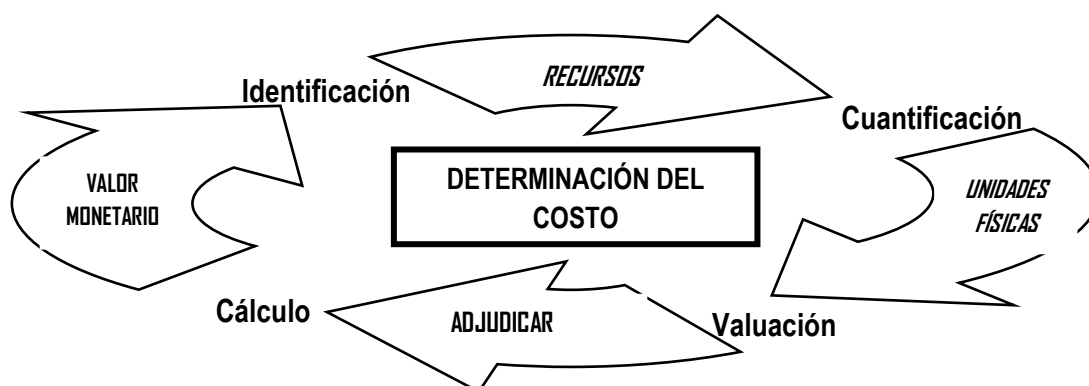 RECURSOS
Identificación
Cuantificación
DETERMINACIÓN DEL
COSTO
VALOR
MONETARIO
UNIDADES
FÍSICAS
Cálculo
ADJUDICAR
Valuación